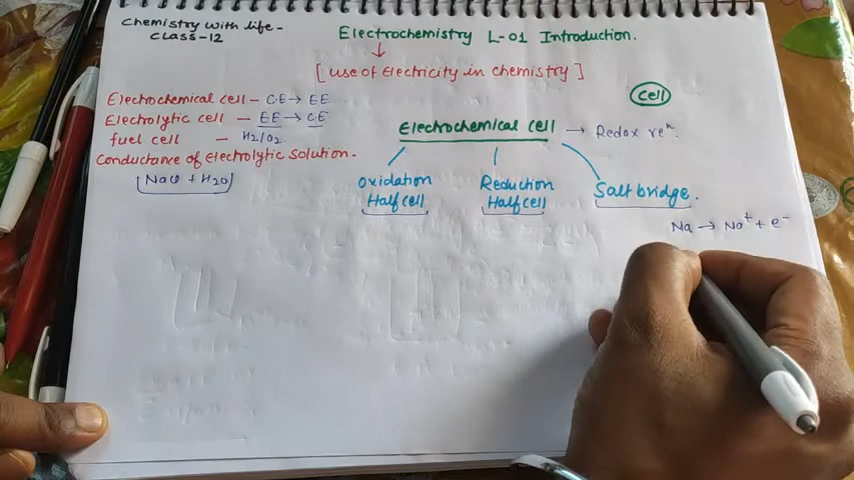 Chemistry with life-
Class-12
Electrochemistry L-01 Introduction.
↓
[use of Electricity in chemistry]
Cell
Electrochemical cell - C.E → EE
Electrolytic cell - EE → CE
fuel cell - H2/O2
Conductance of Electrolytic Solution.
NaCl + H2O
Electrochemical cell → Redox reⁿ.
Oxidation
Half cell
Reduction
Half cell
Salt bridge.
Na → Na⁺ + e⁻